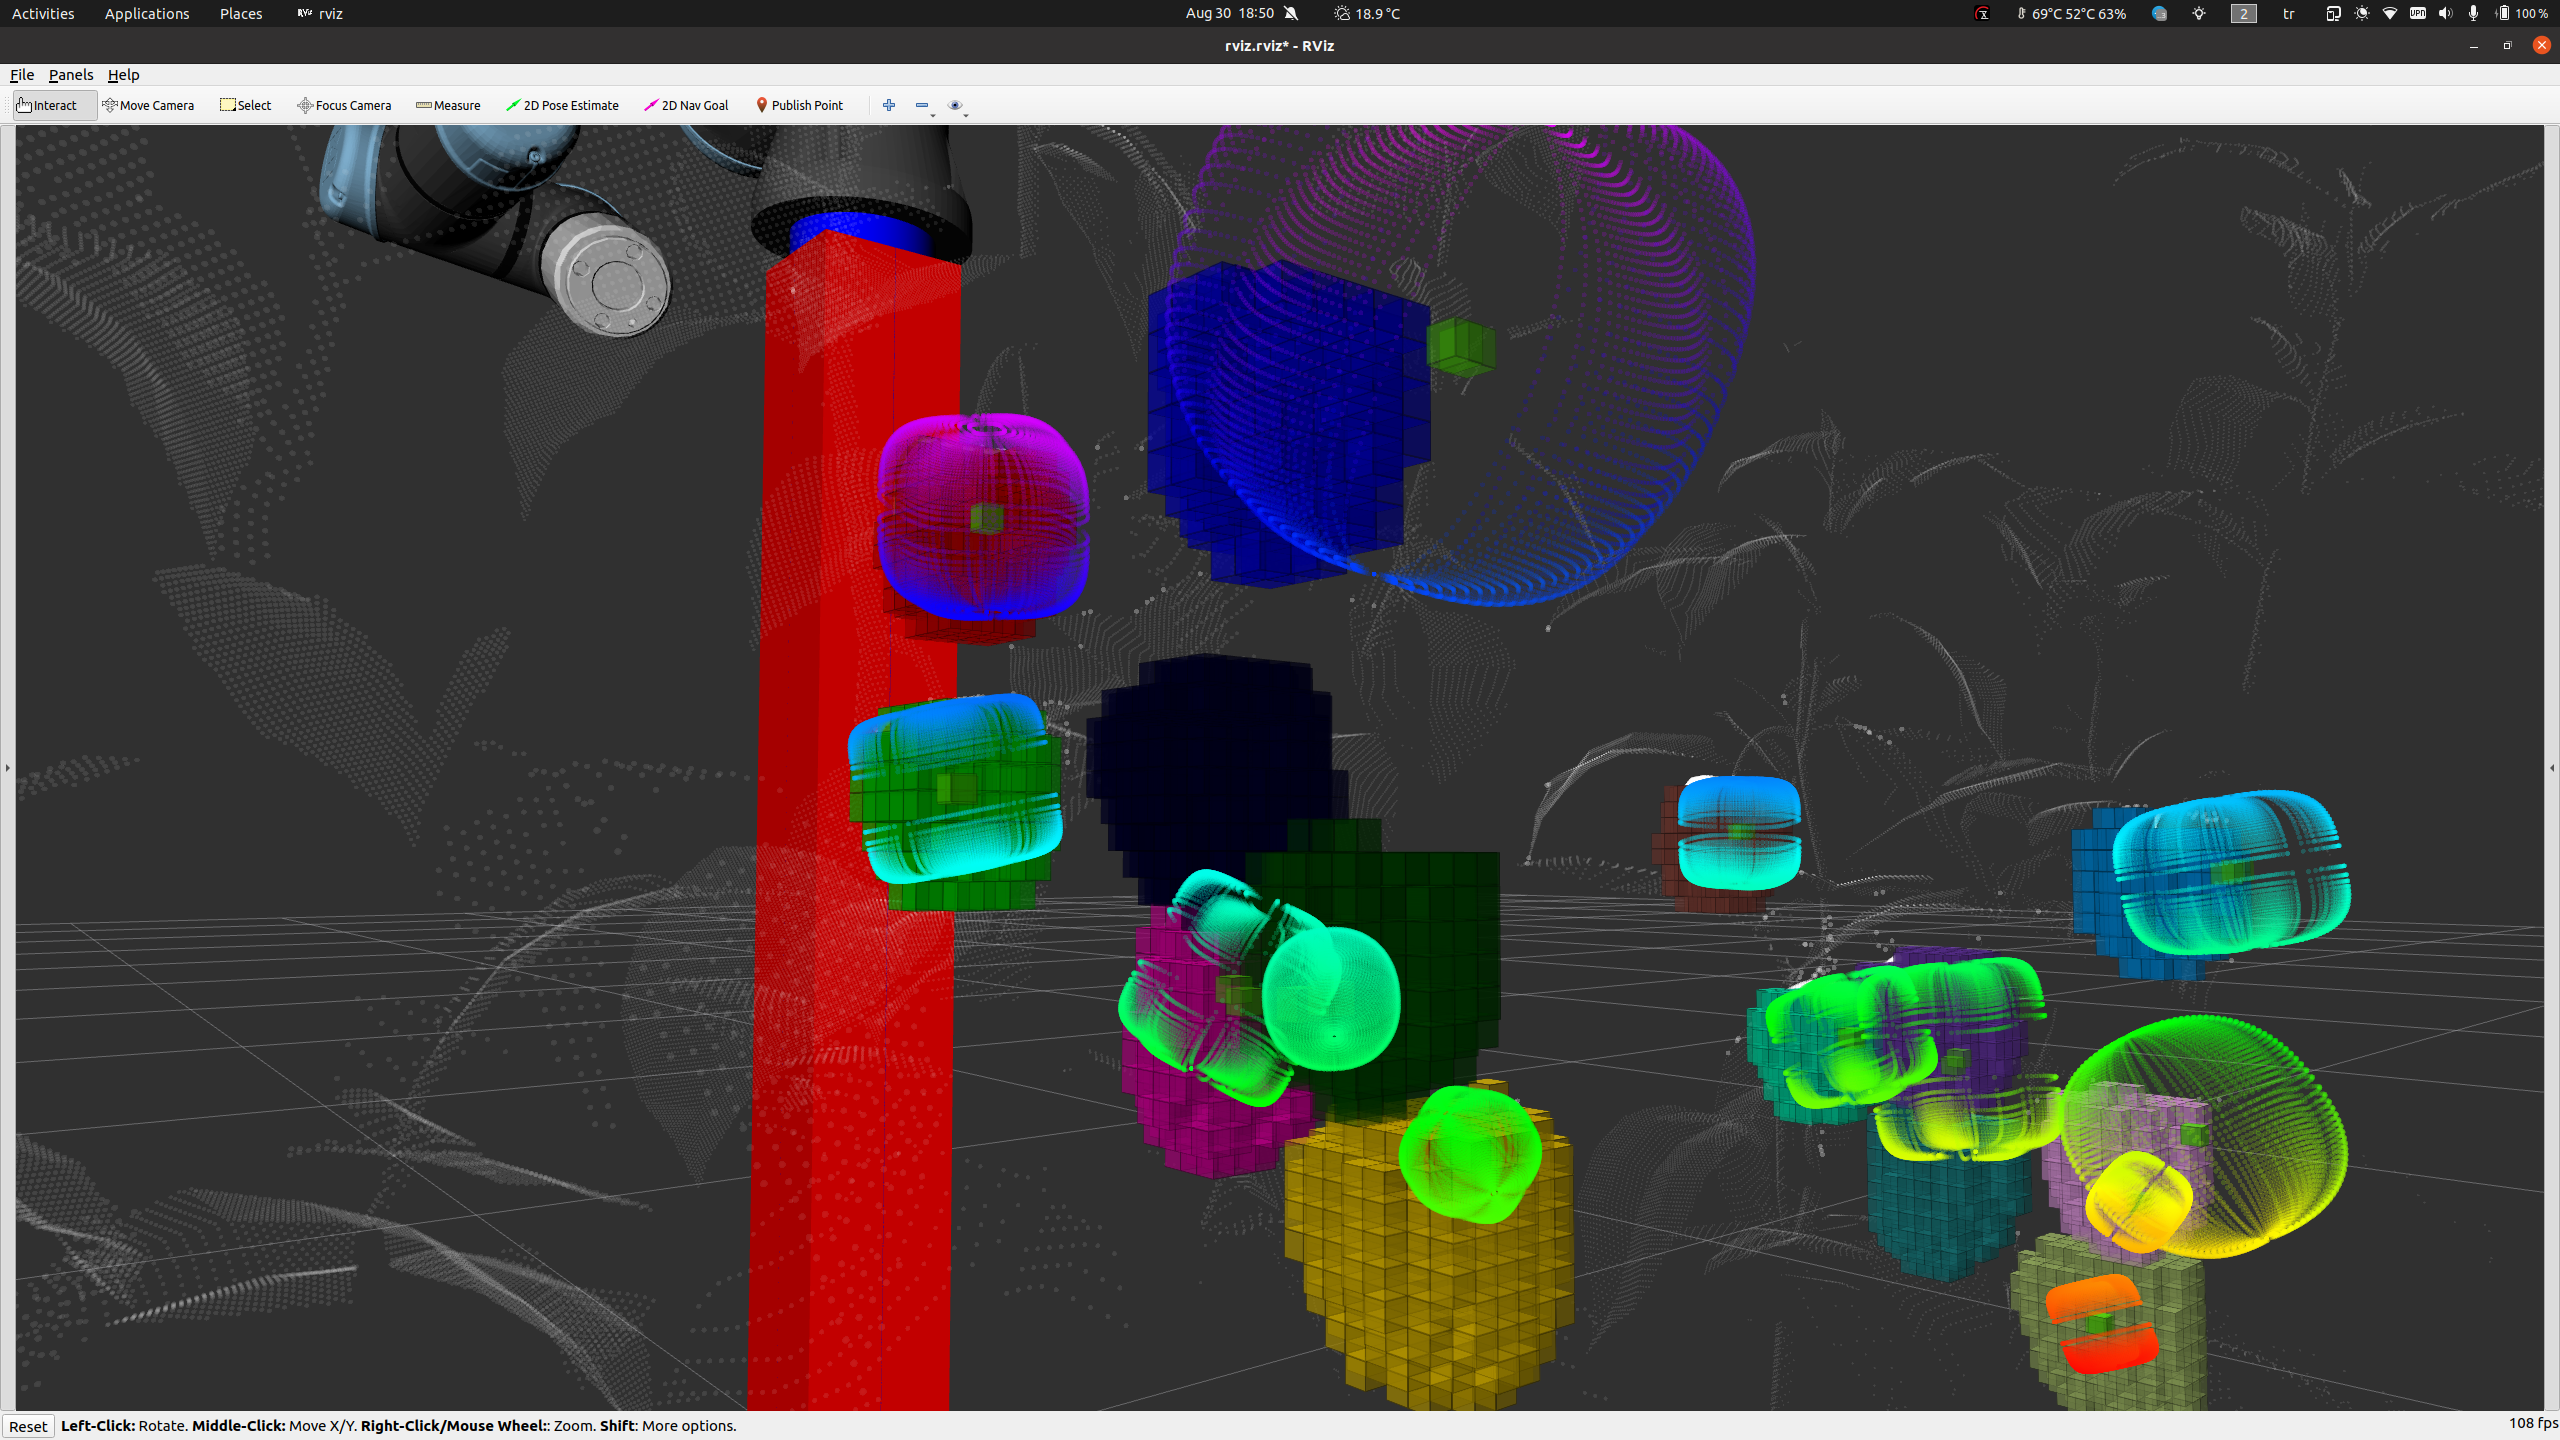 Activities Applications Places RViz rviz Aug 30 18:50 18.9 °C 69°C 52°C 63% 2 tr VPN 100 %
rviz.rviz* - RViz
File Panels Help
Interact Move Camera Select Focus Camera Measure 2D Pose Estimate 2D Nav Goal Publish Point
Reset Left-Click: Rotate. Middle-Click: Move X/Y. Right-Click/Mouse Wheel:: Zoom. Shift: More options. 108 fps